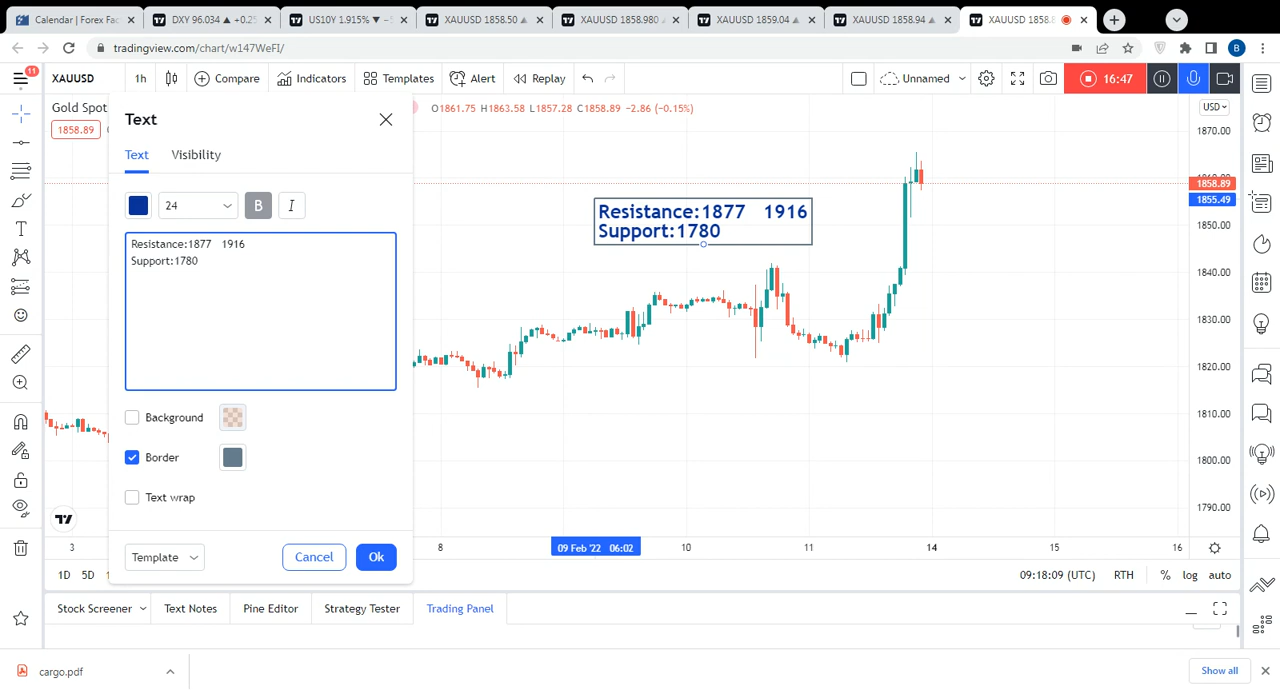 Calendar | Forex Fac
DXY 96.034 ▲ +0.25
US10Y 1.915% ▼ −
XAUUSD 1858.50 ▲
XAUUSD 1858.980
XAUUSD 1859.04 ▲
XAUUSD 1858.94 ▼
XAUUSD 1858.8
tradingview.com/chart/w147WeFI/
B
11
XAUUSD
1h
Compare
Indicators
Templates
Alert
Replay
Unnamed
16:47
Gold Spot
O1861.75 H1863.58 L1857.28 C1858.89 −2.86 (−0.15%)
1858.89
USD
Text
Text
Visibility
24
B
I
Resistance:1877 1916
Support:1780
Background
Border
Text wrap
Template
Cancel
Ok
Resistance:1877 1916
Support:1780
1870.00
1858.89
1855.49
1850.00
1840.00
1830.00
1820.00
1810.00
1800.00
1790.00
3
8
09 Feb '22 06:02
10
11
14
15
16
1D
5D
09:18:09 (UTC)
RTH
%
log
auto
Stock Screener
Text Notes
Pine Editor
Strategy Tester
Trading Panel
cargo.pdf
Show all